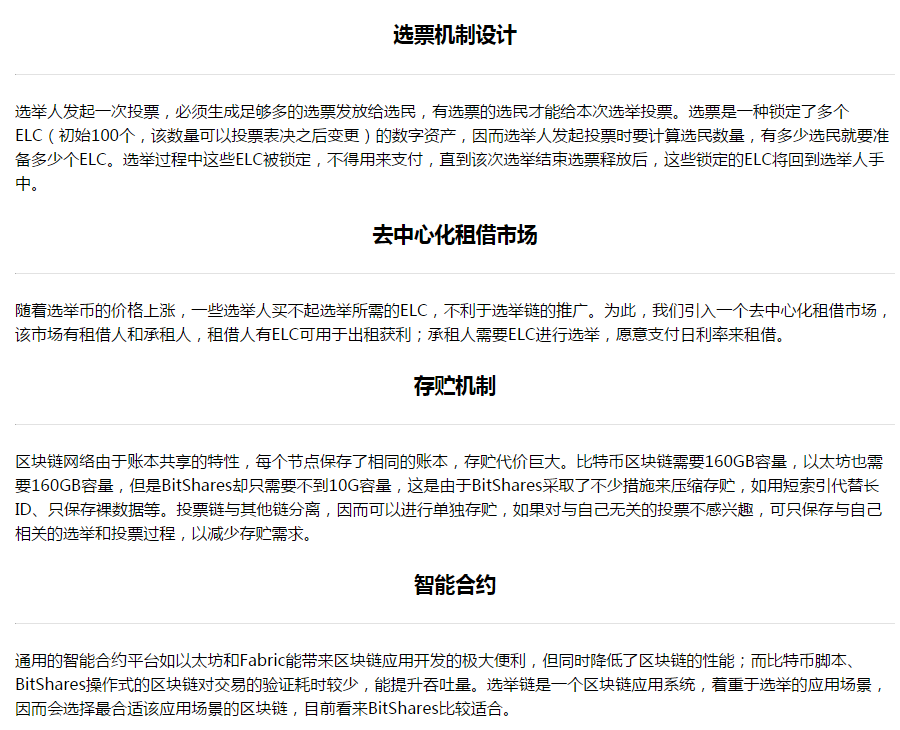 选票机制设计
选举人发起一次投票，必须生成足够多的选票发放给选民，有选票的选民才能给本次选举投票。选票是一种锁定了多个
ELC（初始100个，该数量可以投票表决之后变更）的数字资产，因而选举人发起投票时要计算选民数量，有多少选民就要准
备多少个ELC。选举过程中这些ELC被锁定，不得用来支付，直到该次选举结束选票释放后，这些锁定的ELC将回到选举人手
中。
去中心化租借市场
随着选举币的价格上涨，一些选举人买不起选举所需的ELC，不利于选举链的推广。为此，我们引入一个去中心化租借市场，
该市场有租借人和承租人，租借人有ELC可用于出租获利；承租人需要ELC进行选举，愿意支付日利率来租借。
存贮机制
区块链网络由于账本共享的特性，每个节点保存了相同的账本，存贮代价巨大。比特币区块链需要160GB容量，以太坊也需
要160GB容量，但是BitShares却只需要不到10G容量，这是由于BitShares采取了不少措施来压缩存贮，如用短索引代替长
ID、只保存裸数据等。投票链与其他链分离，因而可以进行单独存贮，如果对与自己无关的投票不感兴趣，可只保存与自己
相关的选举和投票过程，以减少存贮需求。
智能合约
通用的智能合约平台如以太坊和Fabric能带来区块链应用开发的极大便利，但同时降低了区块链的性能；而比特币脚本、
BitShares操作式的区块链对交易的验证耗时较少，能提升吞吐量。选举链是一个区块链应用系统，着重于选举的应用场景，
因而会选择最合适该应用场景的区块链，目前看来BitShares比较适合。